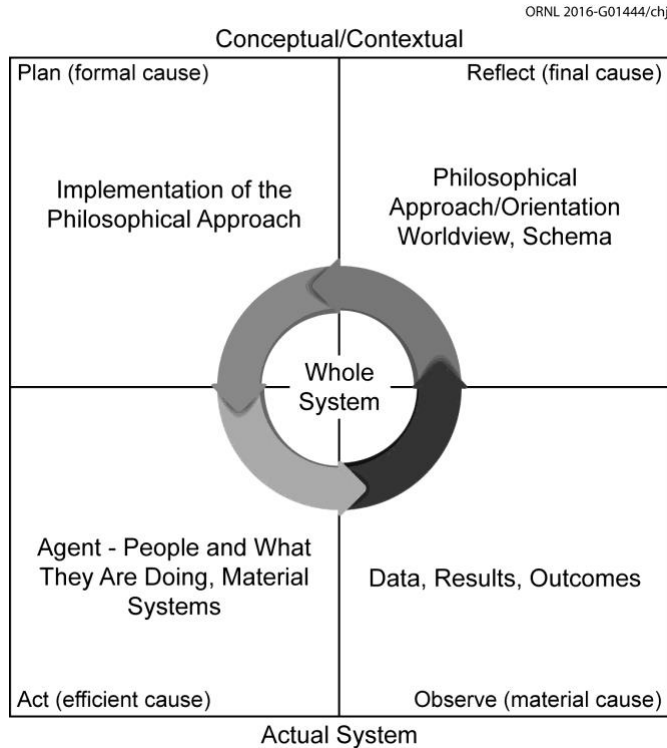 ORNL 2016-G01444/chj
Conceptual/Contextual
Plan (formal cause)
Reflect (final cause)
Implementation of the
Philosophical Approach
Philosophical
Approach/Orientation
Worldview, Schema
Whole
System
Agent - People and What
They Are Doing, Material
Systems
Data, Results, Outcomes
Act (efficient cause)
Observe (material cause)
Actual System